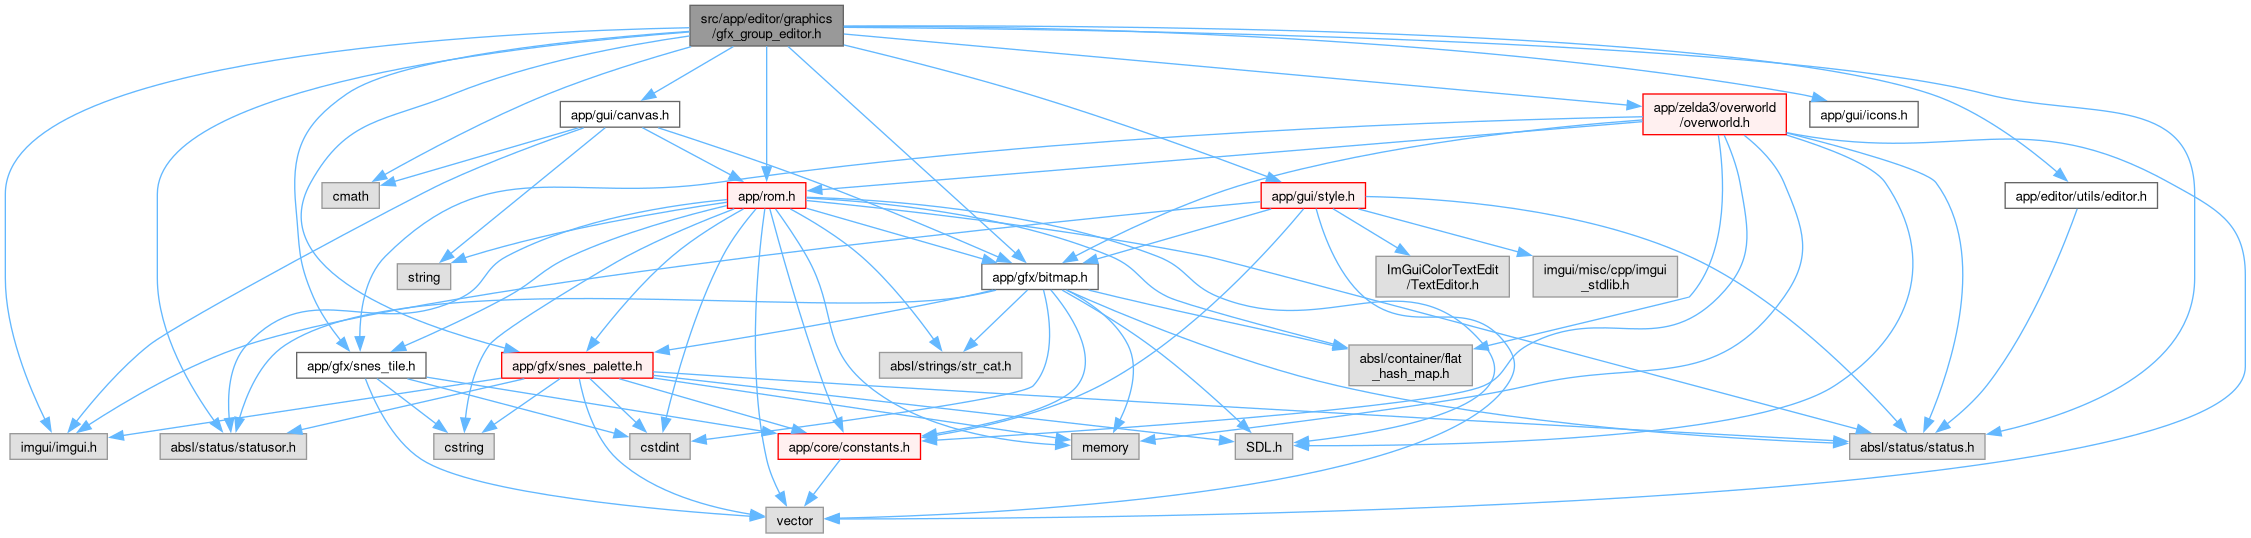 src/app/editor/graphics
/gfx_group_editor.h
app/gui/canvas.h
app/zelda3/overworld
/overworld.h
app/gui/icons.h
cmath
app/rom.h
app/gui/style.h
app/editor/utils/editor.h
string
app/gfx/bitmap.h
ImGuiColorTextEdit
/TextEditor.h
imgui/misc/cpp/imgui
_stdlib.h
app/gfx/snes_tile.h
app/gfx/snes_palette.h
absl/strings/str_cat.h
absl/container/flat
_hash_map.h
imgui/imgui.h
absl/status/statusor.h
cstring
cstdint
app/core/constants.h
memory
SDL.h
absl/status/status.h
vector